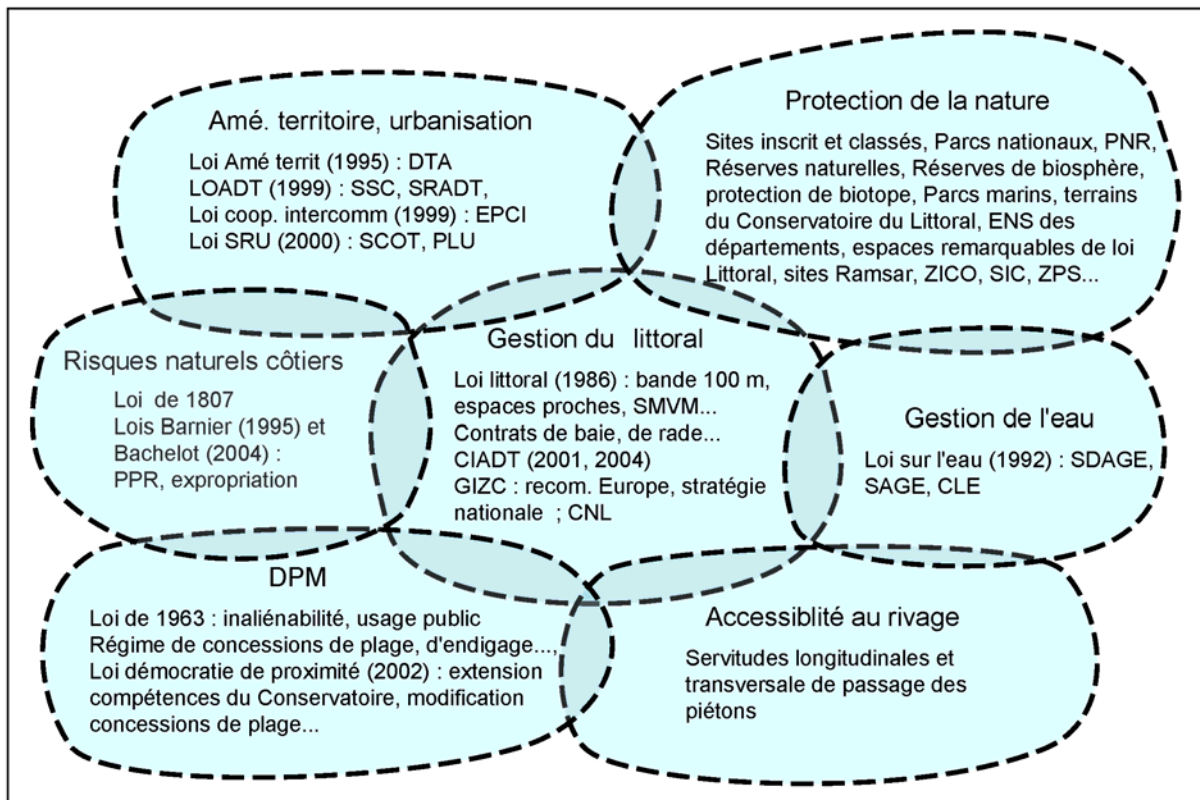 Amé. territoire, urbanisation
Loi Amé territ (1995) : DTA
LOADT (1999) : SSC, SRADT,
Loi coop. intercomm (1999) : EPCI
Loi SRU (2000) : SCOT, PLU
Protection de la nature
Sites inscrit et classés, Parcs nationaux, PNR,
Réserves naturelles, Réserves de biosphère,
protection de biotope, Parcs marins, terrains
du Conservatoire du Littoral, ENS des
départements, espaces remarquables de loi
Littoral, sites Ramsar, ZICO, SIC, ZPS...
Risques naturels côtiers
Loi de 1807
Lois Barnier (1995) et
Bachelot (2004) :
PPR, expropriation
Gestion du littoral
Loi littoral (1986) : bande 100 m,
espaces proches, SMVM...
Contrats de baie, de rade...
CIADT (2001, 2004)
GIZC : recom. Europe, stratégie
nationale ; CNL
Gestion de l'eau
Loi sur l'eau (1992) : SDAGE,
SAGE, CLE
DPM
Loi de 1963 : inaliénabilité, usage public
Régime de concessions de plage, d'endigage...,
Loi démocratie de proximité (2002) : extension
compétences du Conservatoire, modification
concessions de plage...
Accessiblité au rivage
Servitudes longitudinales et
transversale de passage des
piétons